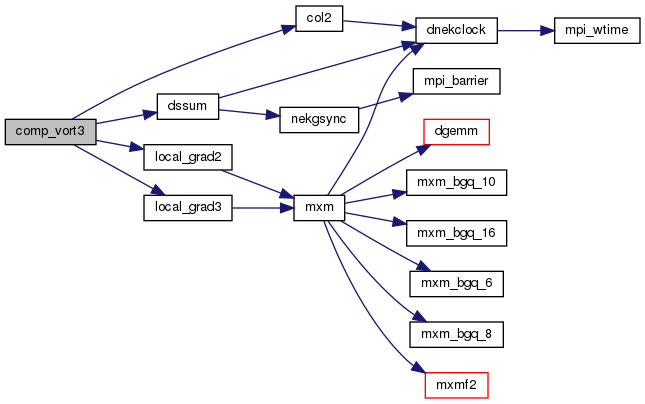 comp_vort3
col2
dssum
local_grad2
local_grad3
nekgsync
mxm
dnekclock
mpi_barrier
dgemm
mxm_bgq_10
mxm_bgq_16
mxm_bgq_6
mxm_bgq_8
mxmf2
mpi_wtime